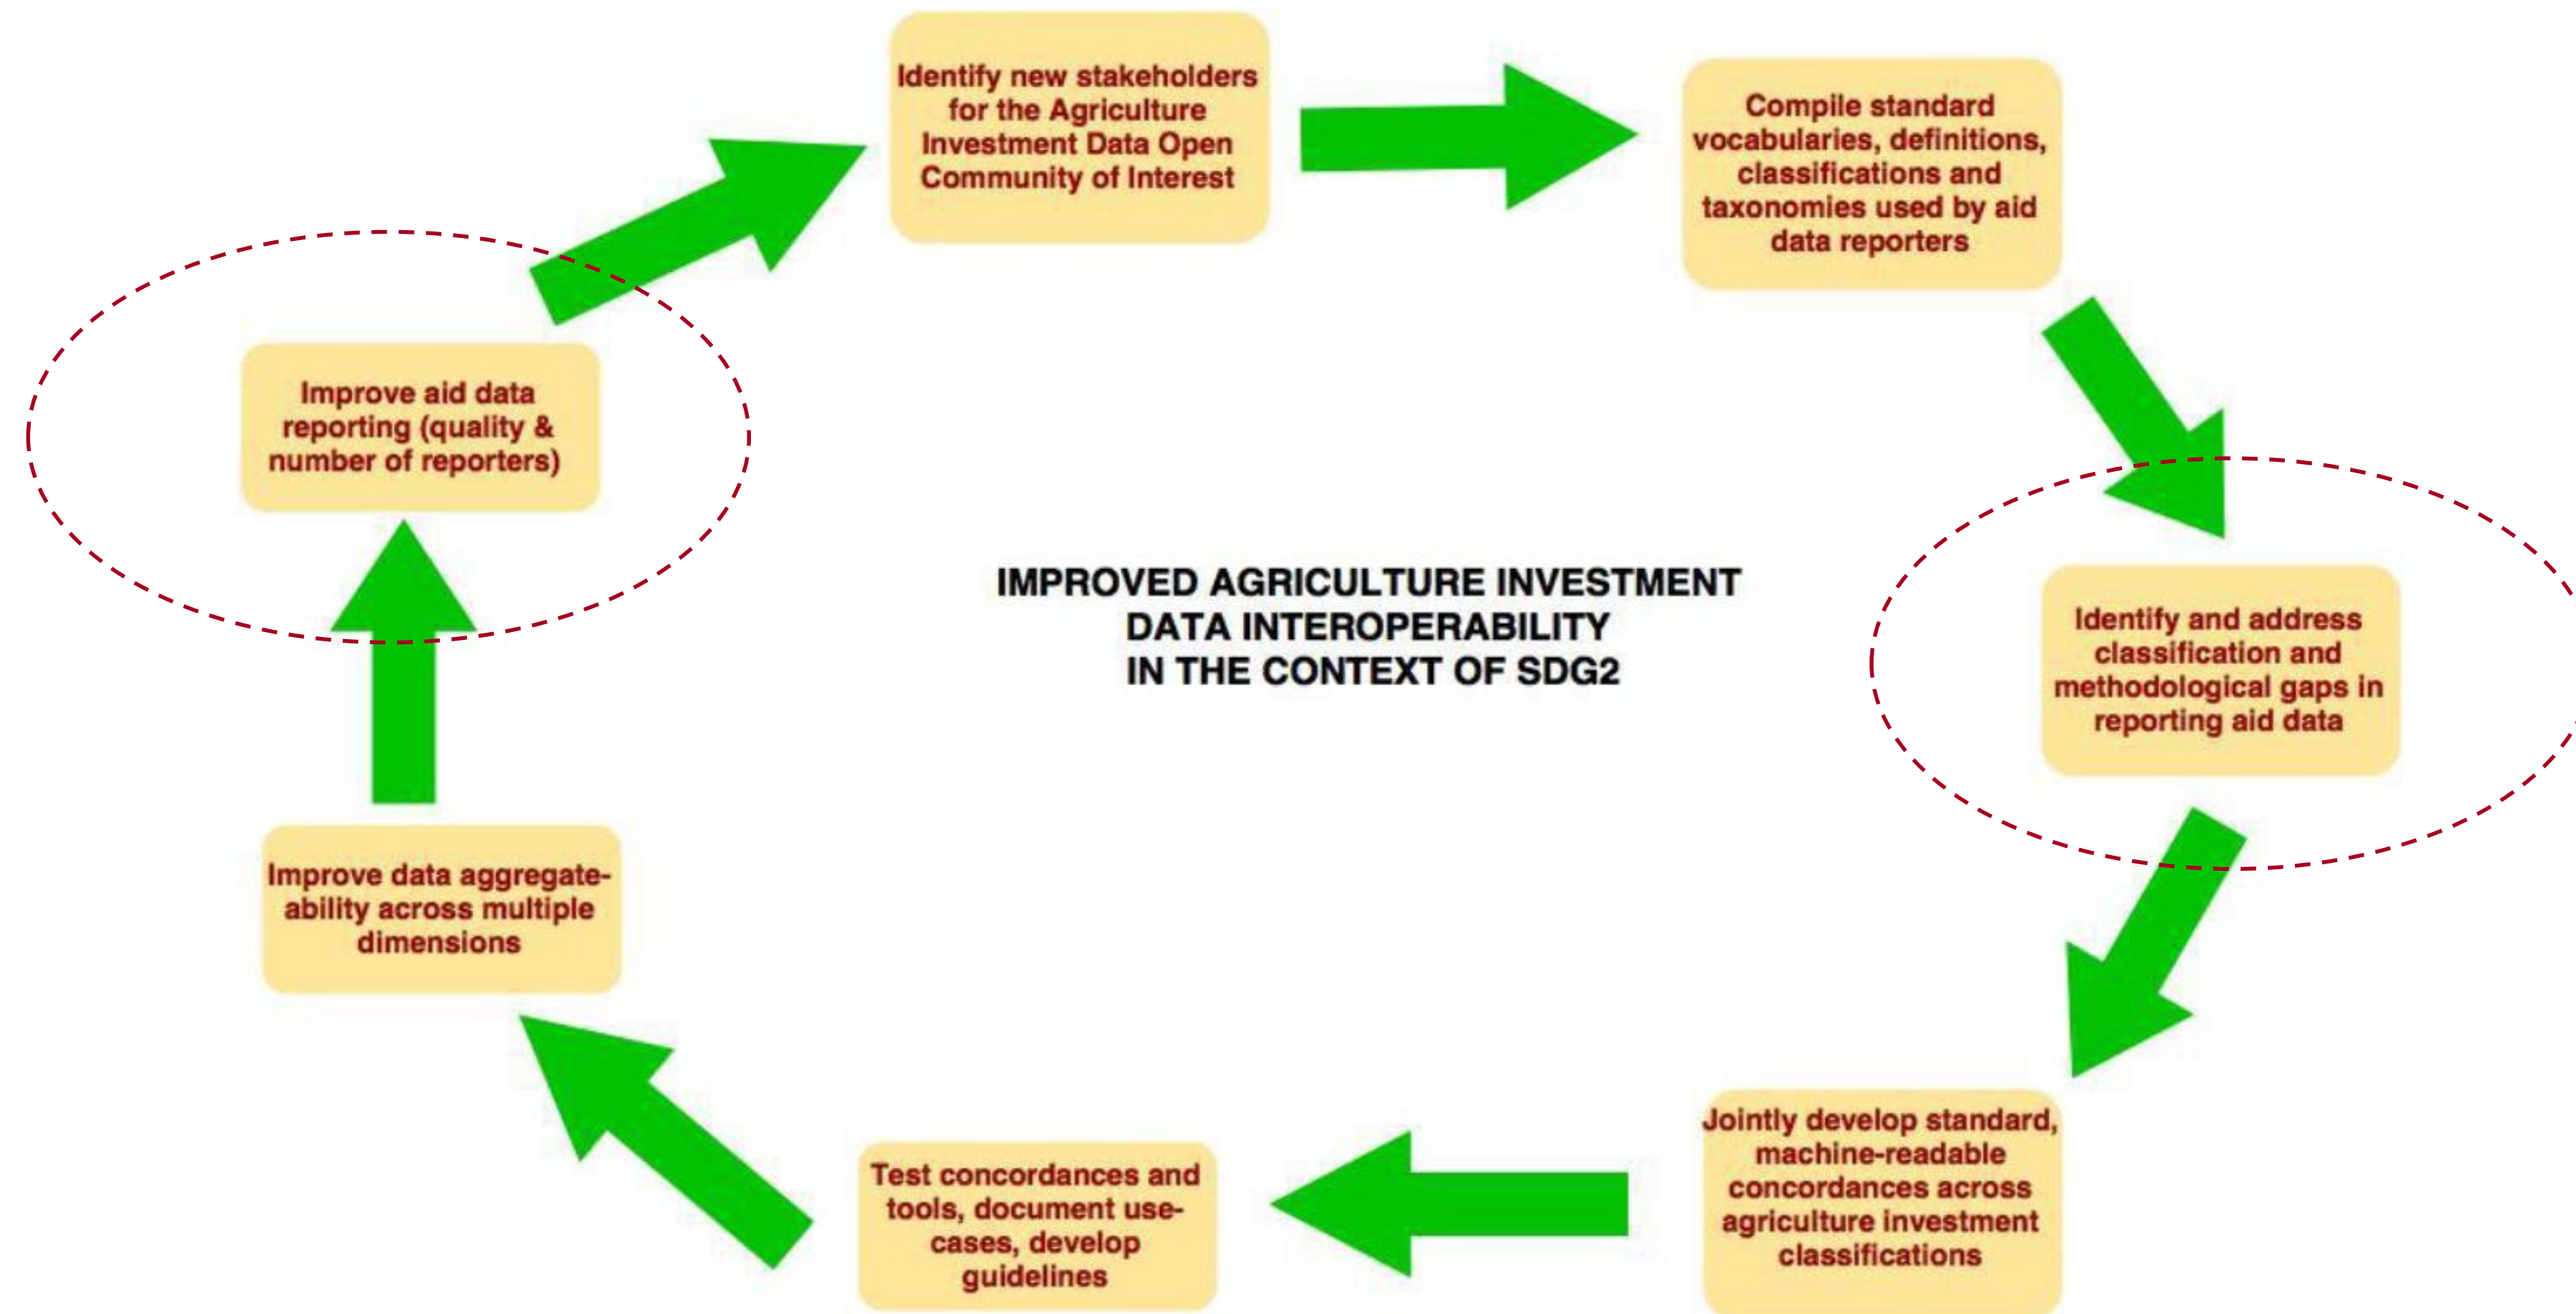 Identify new stakeholders
for the Agriculture
Investment Data Open
Community of Interest
Compile standard
vocabularies, definitions,
classifications and
taxonomies used by aid
data reporters
Identify and address
classification and
methodological gaps in
reporting aid data
Jointly develop standard,
machine-readable
concordances across
agriculture investment
classifications
Test concordances and
tools, document use-
cases, develop
guidelines
Improve data aggregate-
ability across multiple
dimensions
Improve aid data
reporting (quality &
number of reporters)
IMPROVED AGRICULTURE INVESTMENT
DATA INTEROPERABILITY
IN THE CONTEXT OF SDG2